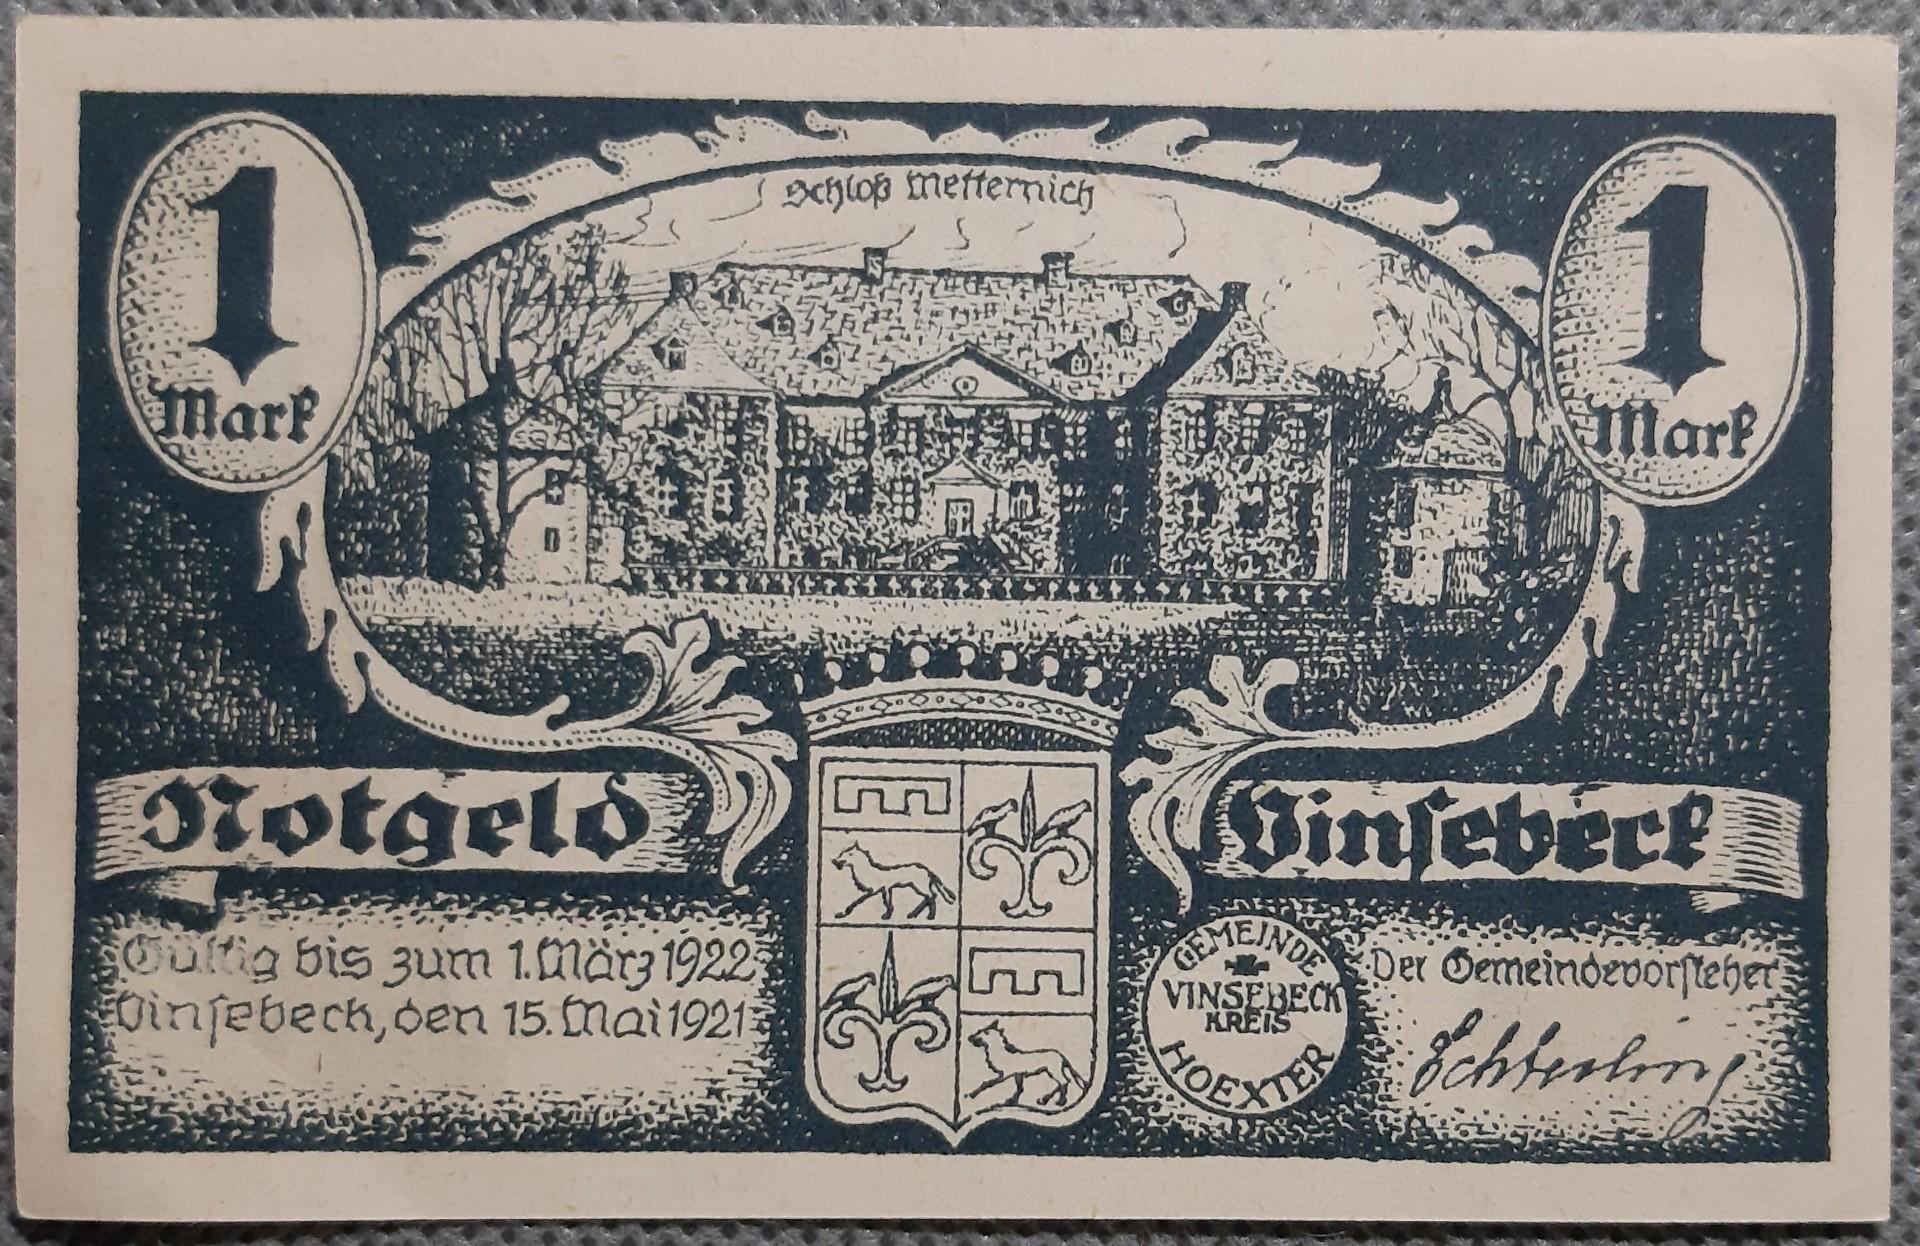 1
Mark
Schloß Metternich
1
Mark
Notgeld
Vinsebeck
Gültig bis zum 1. März 1922
Vinsebeck, den 15. Mai 1921
GEMEINDE
VINSEBECK
KREIS
HOEXTER
Der Gemeindevorsteher
Echterling